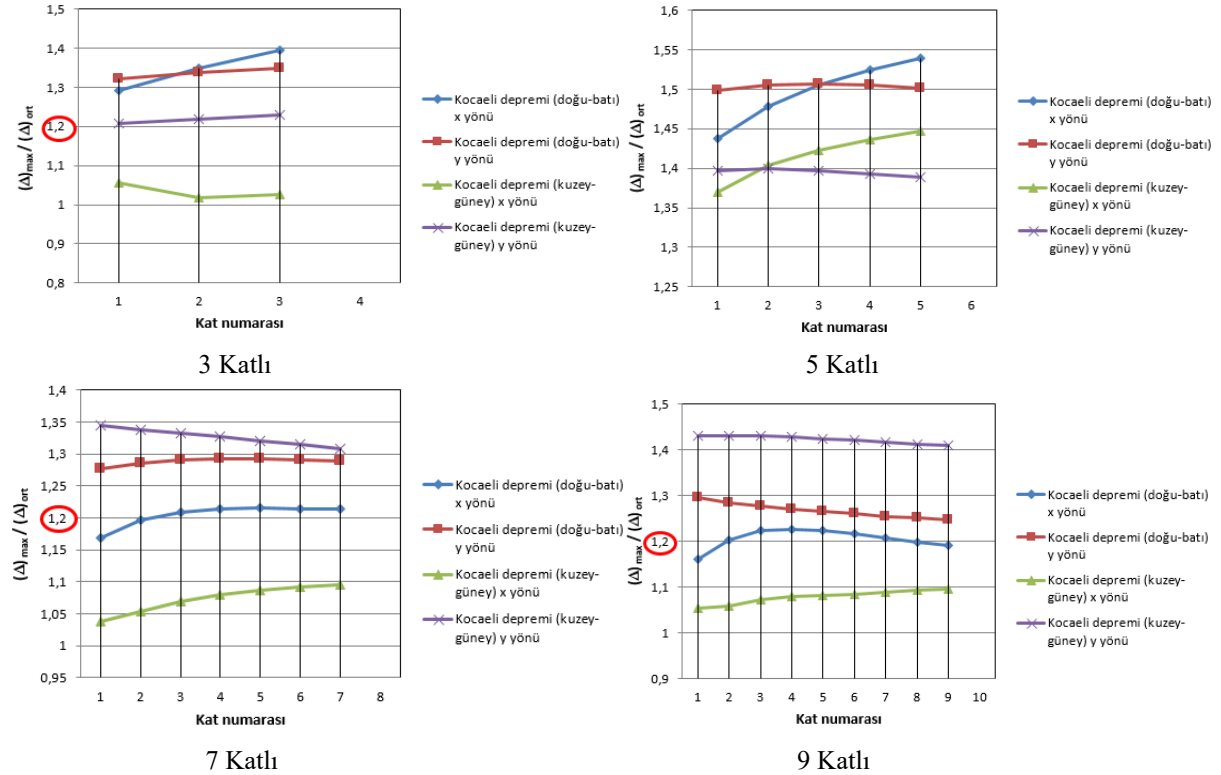 1,5
1,4
1,3
1,2
1,1
1
0,9
0,8
(Δ)max / (Δ)ort
1 2 3 4
Kat numarası
Kocaeli depremi (doğu-batı)
x yönü
Kocaeli depremi (doğu-batı)
y yönü
Kocaeli depremi (kuzey-
güney) x yönü
Kocaeli depremi (kuzey-
güney) y yönü
3 Katlı
1,6
1,55
1,5
1,45
1,4
1,35
1,3
1,25
(Δ)max / (Δ)ort
1 2 3 4 5 6
Kat numarası
Kocaeli depremi (doğu-batı)
x yönü
Kocaeli depremi (doğu-batı)
y yönü
Kocaeli depremi (kuzey-
güney) x yönü
Kocaeli depremi (kuzey-
güney) y yönü
5 Katlı
1,4
1,35
1,3
1,25
1,2
1,15
1,1
1,05
1
0,95
(Δ)max / (Δ)ort
1 2 3 4 5 6 7 8
Kat numarası
Kocaeli depremi (doğu-batı)
x yönü
Kocaeli depremi (doğu-batı)
y yönü
Kocaeli depremi (kuzey-
güney) x yönü
Kocaeli depremi (kuzey-
güney) y yönü
7 Katlı
1,5
1,4
1,3
1,2
1,1
1
0,9
(Δ)max / (Δ)ort
1 2 3 4 5 6 7 8 9 10
Kat numarası
Kocaeli depremi (doğu-batı)
x yönü
Kocaeli depremi (doğu-batı)
y yönü
Kocaeli depremi (kuzey-
güney) x yönü
Kocaeli depremi (kuzey-
güney) y yönü
9 Katlı